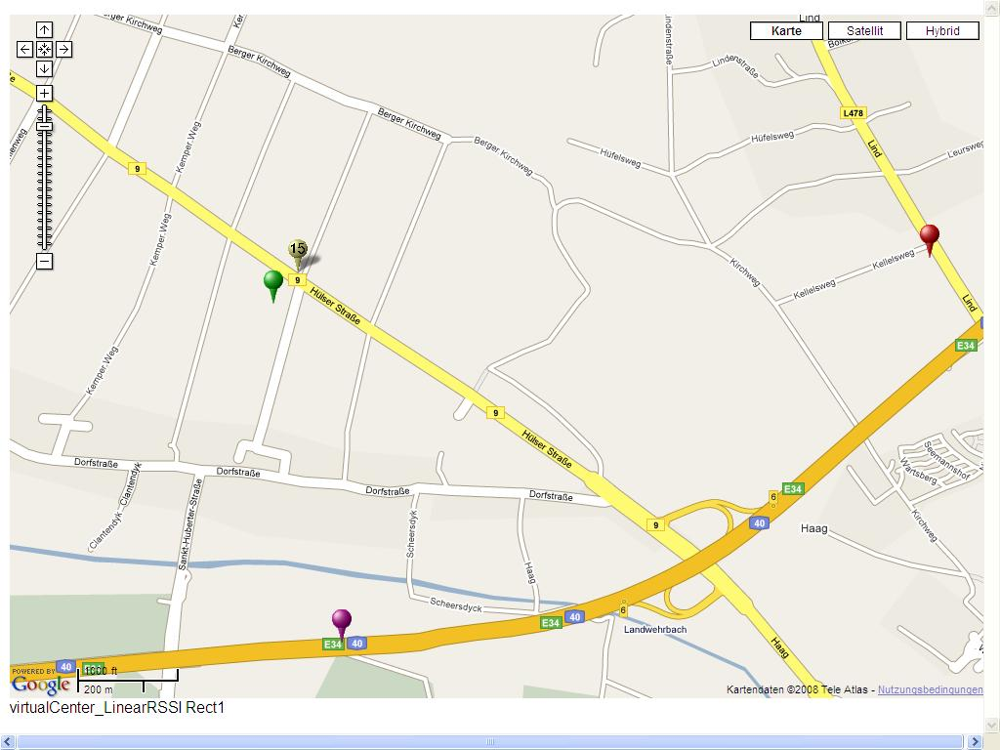 Lind
Karte
Satellit
Hybrid
Berger Kirchweg
Lindenstraße
Berger Kirchweg
Lindenstraße
L478
Berger Kirchweg
Hüfelsweg
Lind
Kemper.Weg
Berger Kirchweg
Hüfelsweg
Leursweg
9
Kemper.Weg
15
Kirchweg
Kellelsweg
Kellelsweg
9
Hülser Straße
Lind
E34
Kemper.Weg
9
Hülser Straße
Seemannshof
Wartsberg
Dorfstraße
Dorfstraße
Dorfstraße
Dorfstraße
Clantendyk
Clantendyk
Sankt-Huberter-Straße
Scheersdyk
E34
6
40
9
Haag
Kirchweg
Haag
Scheersdyck
6
E34
40
Landwehrbach
E34
40
Haag
40
POWERED BY
Google
1000 ft
200 m
Kartendaten ©2008 Tele Atlas - Nutzungsbedingungen
virtualCenter_LinearRSSI Rect1